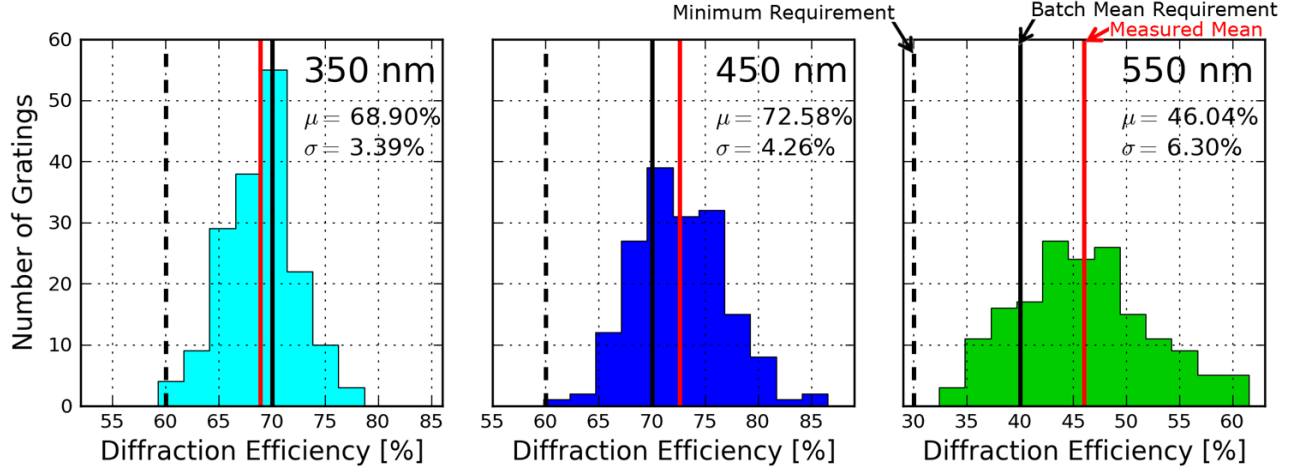 Minimum Requirement
Batch Mean Requirement
Measured Mean
Number of Gratings
60
50
40
30
20
10
0
350 nm
μ = 68.90%
σ = 3.39%
55 60 65 70 75 80 85
Diffraction Efficiency [%]
450 nm
μ = 72.58%
σ = 4.26%
55 60 65 70 75 80 85
Diffraction Efficiency [%]
550 nm
μ = 46.04%
σ = 6.30%
30 35 40 45 50 55 60
Diffraction Efficiency [%]